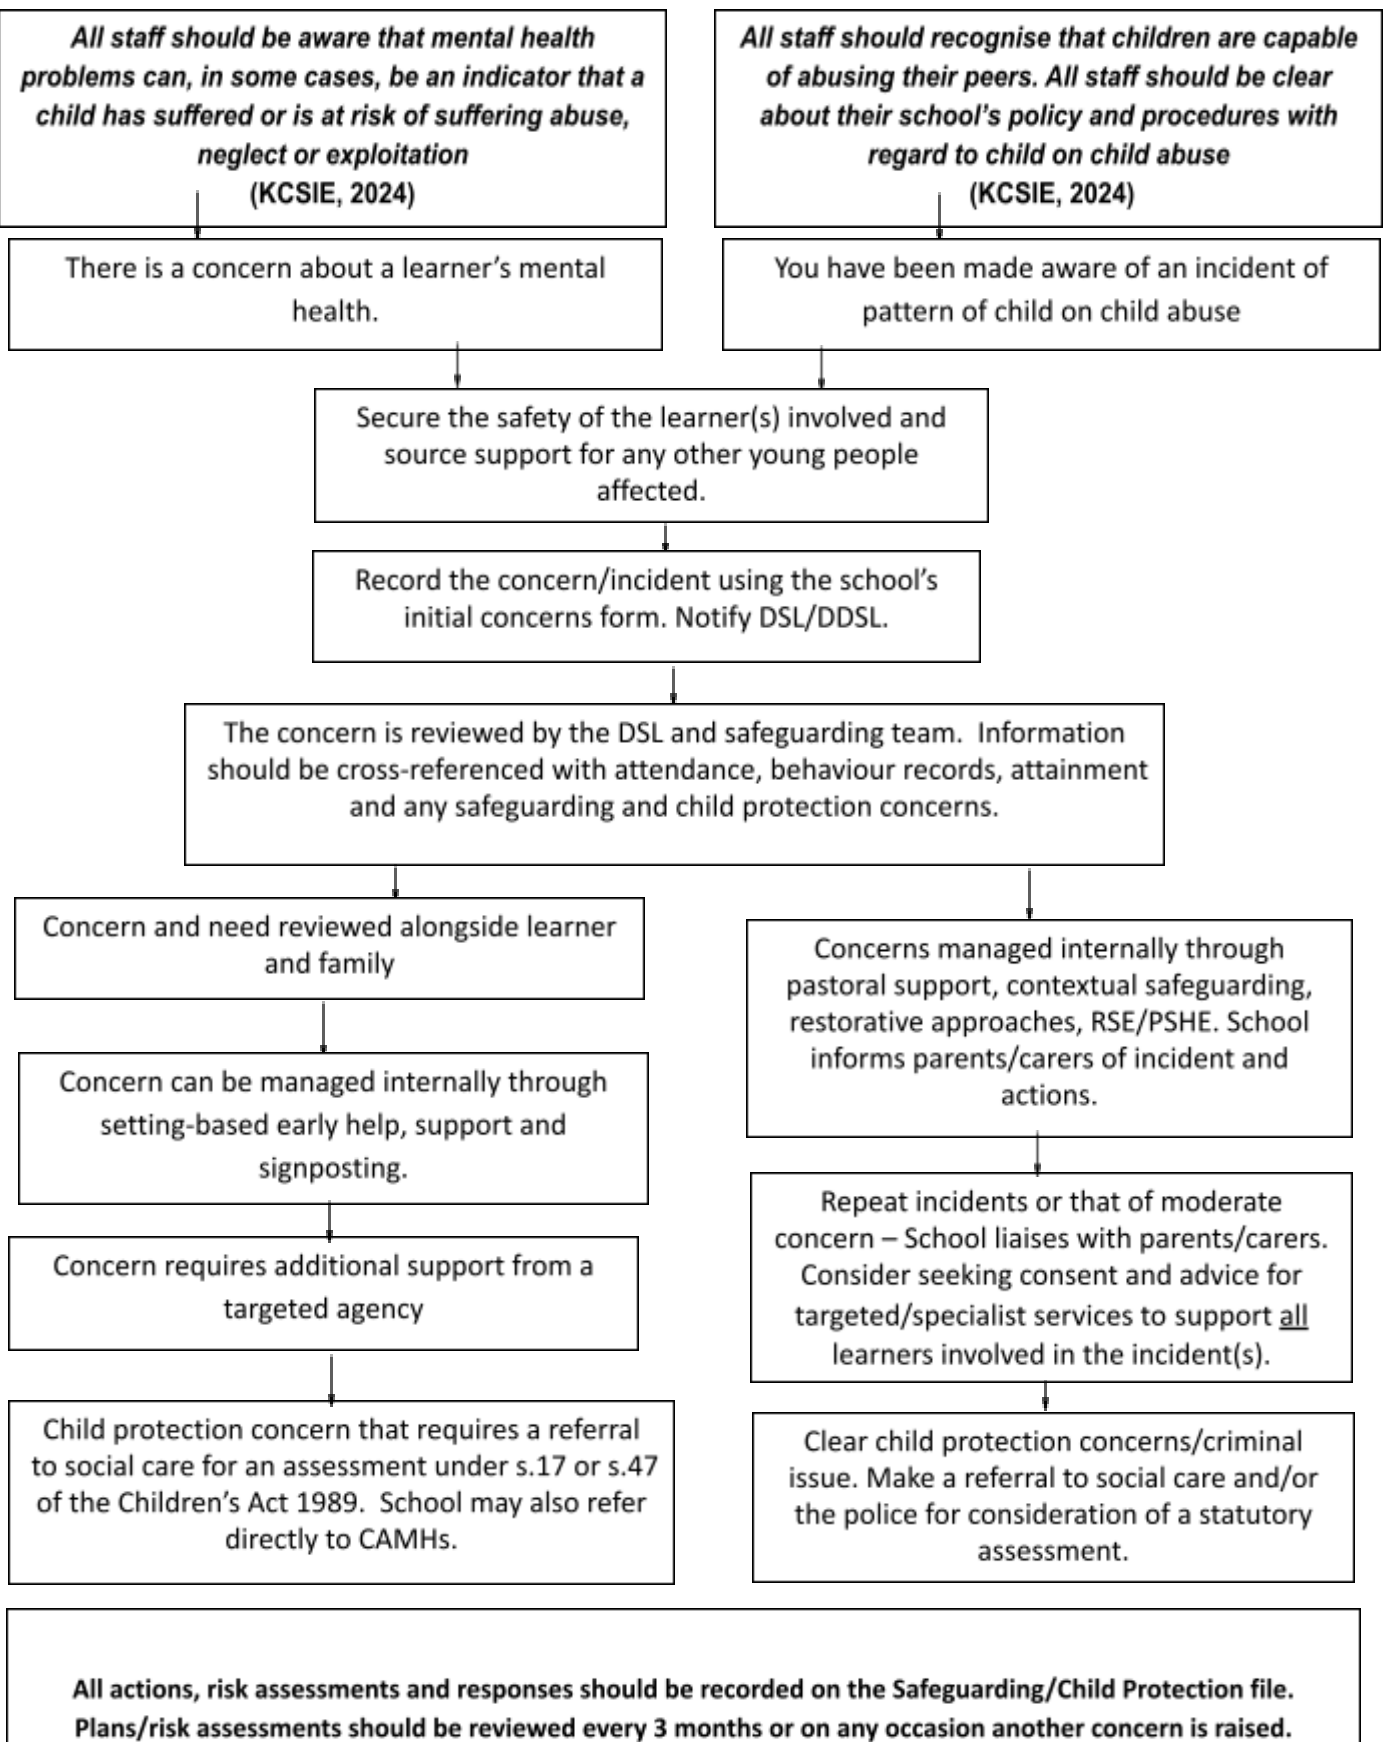 All staff should be aware that mental health
problems can, in some cases, be an indicator that a
child has suffered or is at risk of suffering abuse,
neglect or exploitation
(KCSIE, 2024)
All staff should recognise that children are capable
of abusing their peers. All staff should be clear
about their school's policy and procedures with
regard to child on child abuse
(KCSIE, 2024)
There is a concern about a learner's mental
health.
You have been made aware of an incident of
pattern of child on child abuse
Secure the safety of the learner(s) involved and
source support for any other young people
affected.
Record the concern/incident using the school's
initial concerns form. Notify DSL/DDSL.
The concern is reviewed by the DSL and safeguarding team.  Information
should be cross-referenced with attendance, behaviour records, attainment
and any safeguarding and child protection concerns.
Concern and need reviewed alongside learner
and family
Concern can be managed internally through
setting-based early help, support and
signposting.
Concern requires additional support from a
targeted agency
Child protection concern that requires a referral
to social care for an assessment under s.17 or s.47
of the Children's Act 1989.  School may also refer
directly to CAMHs.
Concerns managed internally through
pastoral support, contextual safeguarding,
restorative approaches, RSE/PSHE. School
informs parents/carers of incident and
actions.
Repeat incidents or that of moderate
concern – School liaises with parents/carers.
Consider seeking consent and advice for
targeted/specialist services to support all
learners involved in the incident(s).
Clear child protection concerns/criminal
issue. Make a referral to social care and/or
the police for consideration of a statutory
assessment.
All actions, risk assessments and responses should be recorded on the Safeguarding/Child Protection file.
Plans/risk assessments should be reviewed every 3 months or on any occasion another concern is raised.